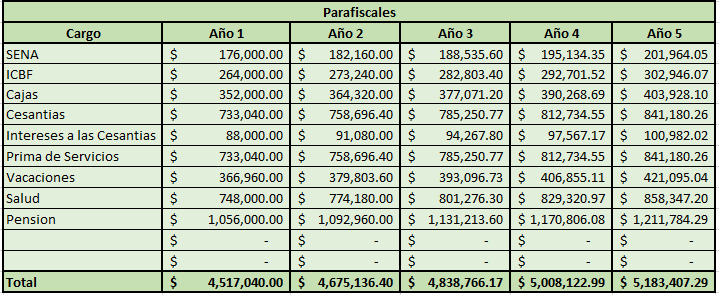 Parafiscales
Cargo Año 1 Año 2 Año 3 Año 4 Año 5
SENA $ 176,000.00 $ 182,160.00 $ 188,535.60 $ 195,134.35 $ 201,964.05
ICBF $ 264,000.00 $ 273,240.00 $ 282,803.40 $ 292,701.52 $ 302,946.07
Cajas $ 352,000.00 $ 364,320.00 $ 377,071.20 $ 390,268.69 $ 403,928.10
Cesantias $ 733,040.00 $ 758,696.40 $ 785,250.77 $ 812,734.55 $ 841,180.26
Intereses a las Cesantias $ 88,000.00 $ 91,080.00 $ 94,267.80 $ 97,567.17 $ 100,982.02
Prima de Servicios $ 733,040.00 $ 758,696.40 $ 785,250.77 $ 812,734.55 $ 841,180.26
Vacaciones $ 366,960.00 $ 379,803.60 $ 393,096.73 $ 406,855.11 $ 421,095.04
Salud $ 748,000.00 $ 774,180.00 $ 801,276.30 $ 829,320.97 $ 858,347.20
Pension $ 1,056,000.00 $ 1,092,960.00 $ 1,131,213.60 $ 1,170,806.08 $ 1,211,784.29
$ - $ - $ - $ - $ -
$ - $ - $ - $ - $ -
Total $ 4,517,040.00 $ 4,675,136.40 $ 4,838,766.17 $ 5,008,122.99 $ 5,183,407.29